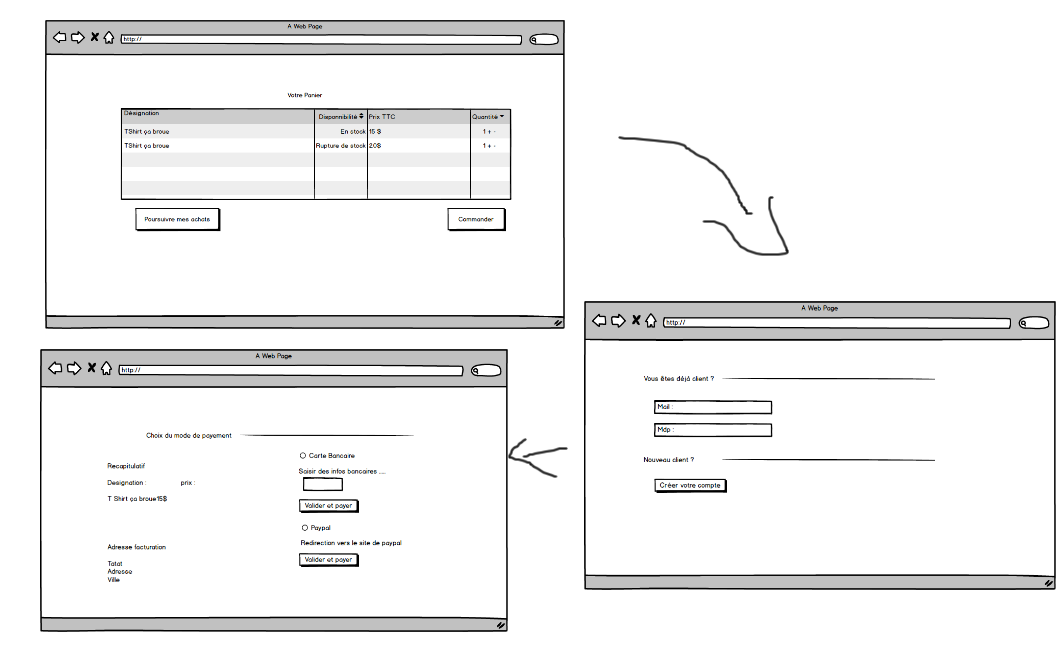 A Web Page
http://
Votre Panier
Désignation Disponnibilité Prix TTC Quantité
TShirt ça broue En stock 15 $ 1 + -
TShirt ça broue Rupture de stock 20$ 1 + -
Poursuivre mes achats Commander
A Web Page
http://
Vous êtes déjà client ?
Mail :
Mdp :
Nouveau client ?
Créer votre compte
A Web Page
http://
Choix du mode de payement
Recapitulatif
Designation : prix :
T Shirt ça broue15$
Adresse facturation
Tatat
Adresse
Ville
Carte Bancaire
Saisir des infos bancaires ....
Valider et payer
Paypal
Redirection vers le site de paypal
Valider et payer